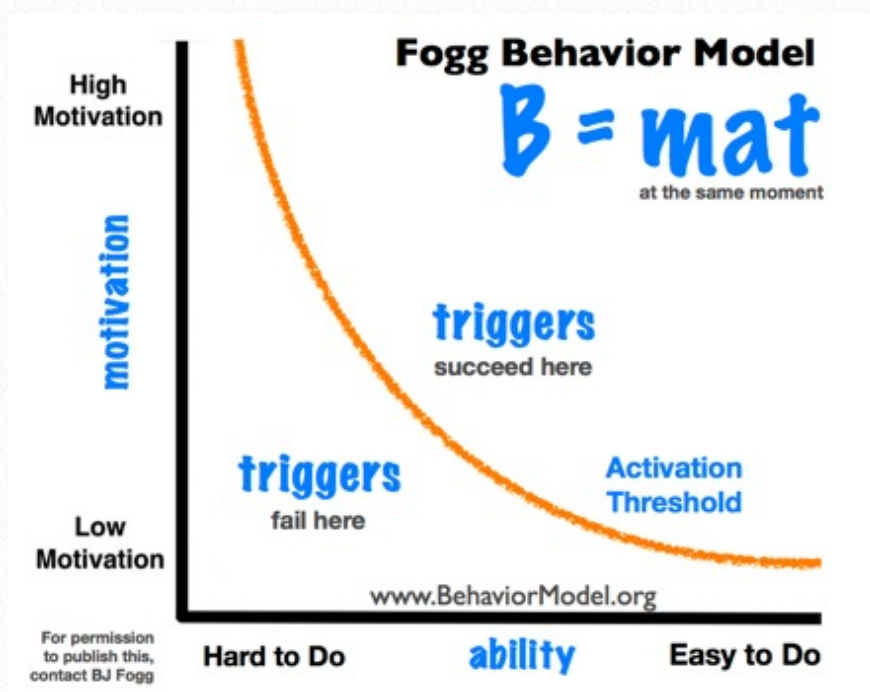 Fogg Behavior Model
B = mat
at the same moment
High
Motivation
motivation
triggers
succeed here
triggers
fail here
Activation
Threshold
Low
Motivation
www.BehaviorModel.org
For permission
to publish this,
contact BJ Fogg
Hard to Do
ability
Easy to Do